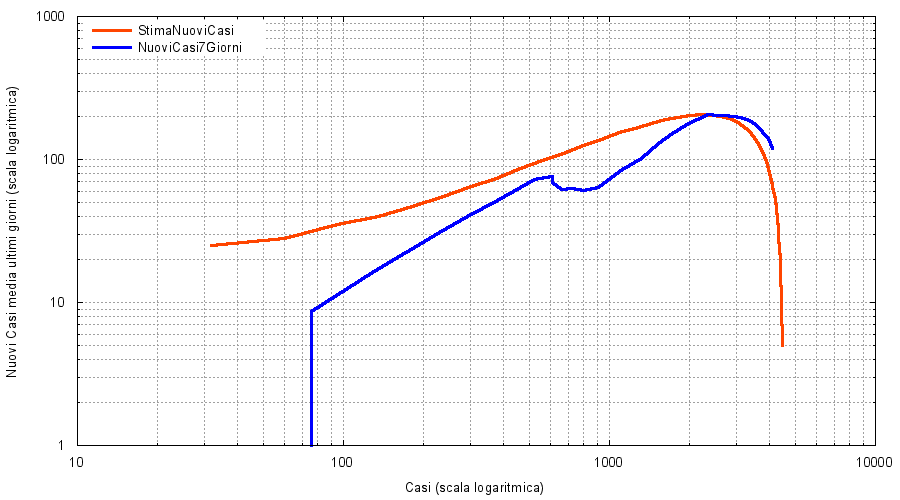 1000
StimaNuoviCasi
NuoviCasi7Giorni
100
10
1
10
100
1000
10000
Nuovi Casi media ultimi giorni (scala logaritmica)
Casi (scala logaritmica)